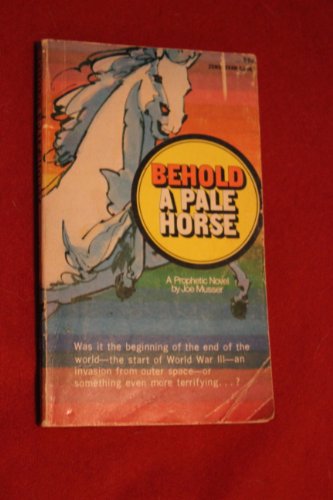 95¢
BEHOLD
A PALE
HORSE
A Prophetic Novel
by Joe Musser
Was it the beginning of the end of the
world—the start of World War III—an
invasion from outer space—or
something even more terrifying. . . ?